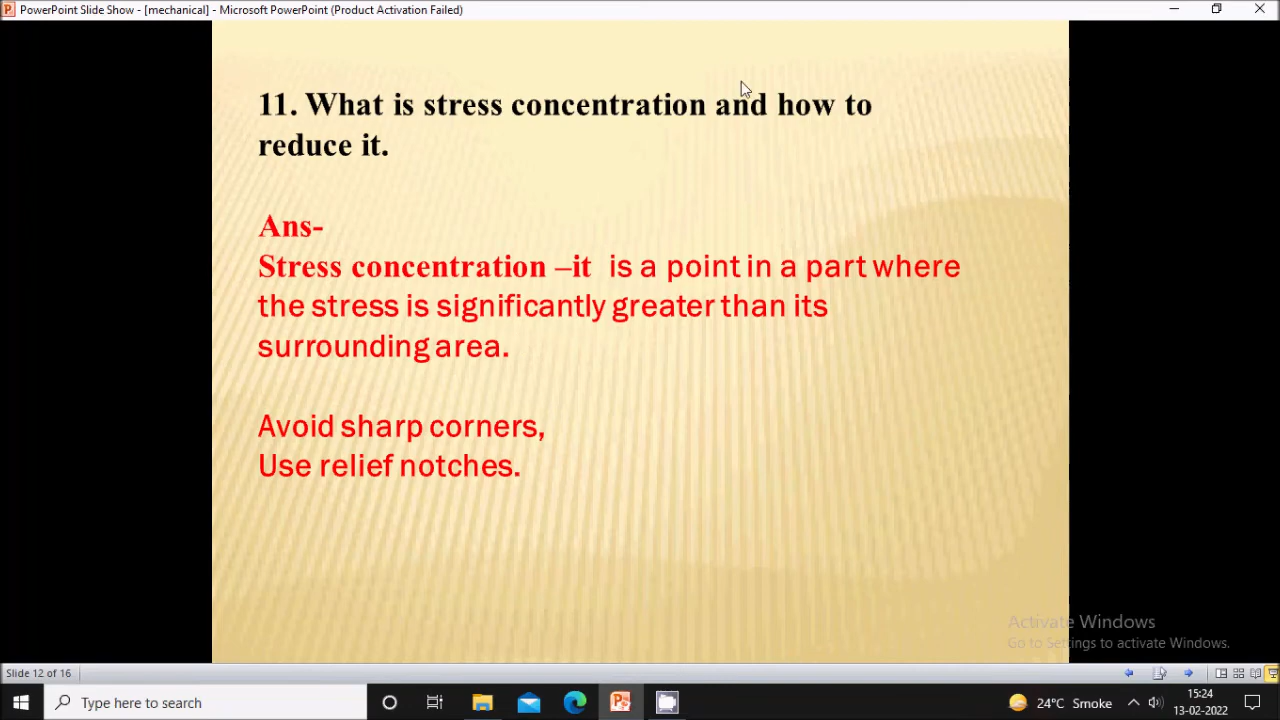 PowerPoint Slide Show - [mechanical] - Microsoft PowerPoint (Product Activation Failed)
11. What is stress concentration and how to
reduce it.
Ans-
Stress concentration –it is a point in a part where
the stress is significantly greater than its
surrounding area.
Avoid sharp corners,
Use relief notches.
Activate Windows
Go to Settings to activate Windows.
Slide 12 of 16
Type here to search
24°C Smoke
15:24
13-02-2022